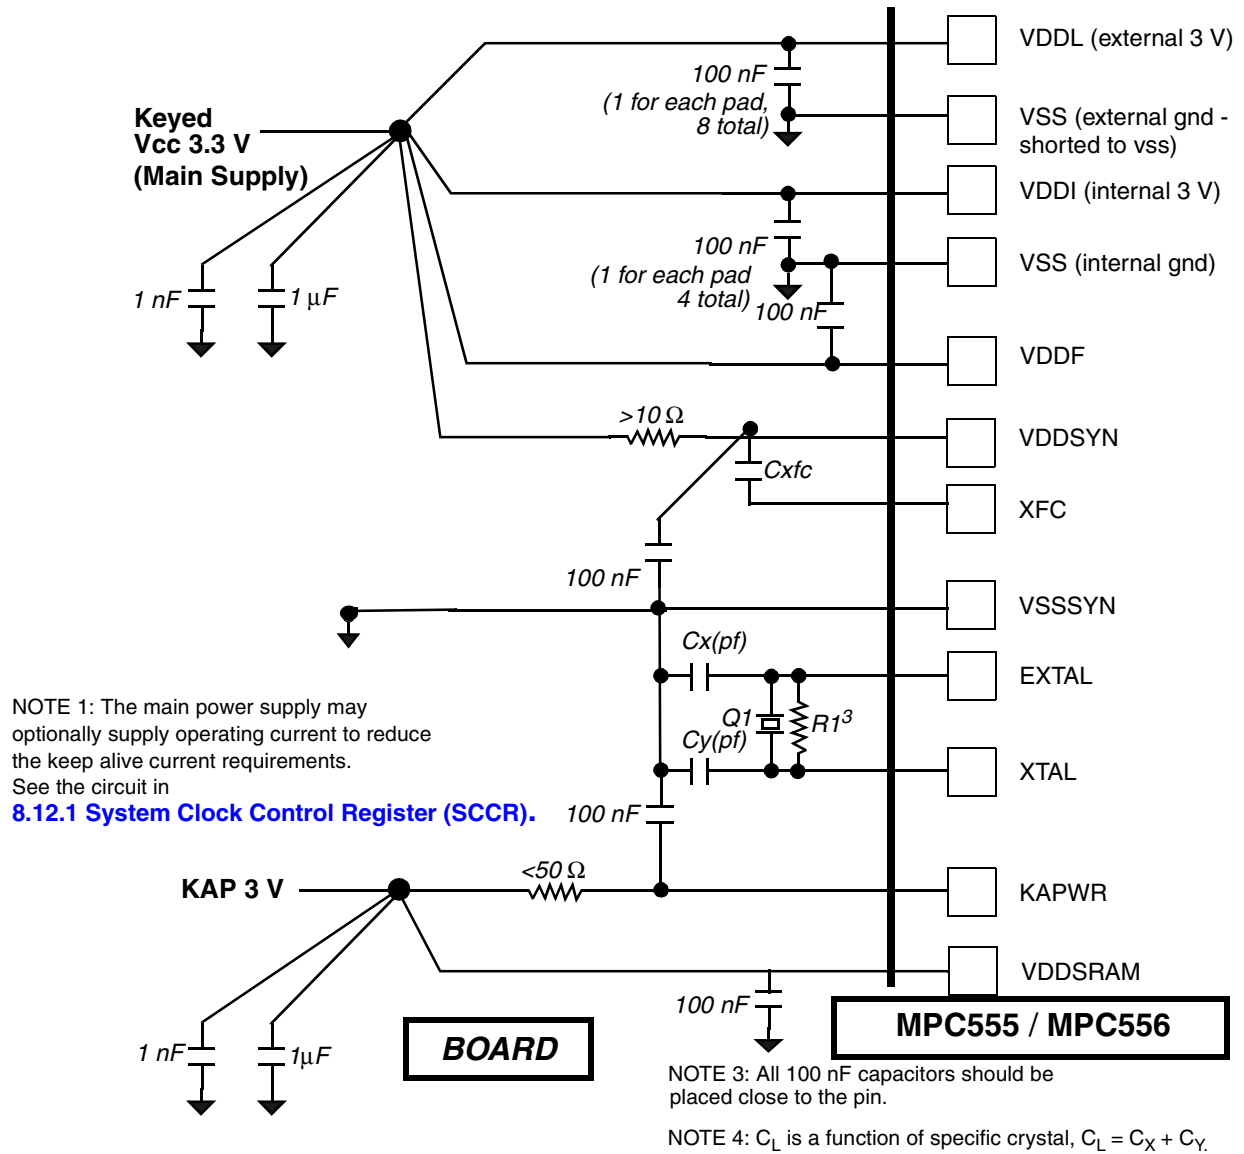 VDDL (external 3 V)
100 nF
(1 for each pad,
8 total)
Keyed
Vcc 3.3 V
(Main Supply)
VSS (external gnd -
shorted to vss)
VDDI (internal 3 V)
100 nF
(1 for each pad
4 total)
VSS (internal gnd)
1 nF
1 μF
100 nF
VDDF
>10 Ω
VDDSYN
Cxfc
XFC
100 nF
VSSSYN
Cx(pf)
EXTAL
NOTE 1: The main power supply may
optionally supply operating current to reduce
the keep alive current requirements.
See the circuit in
8.12.1 System Clock Control Register (SCCR).
Q1
R1³
Cy(pf)
XTAL
100 nF
<50 Ω
KAP 3 V
KAPWR
VDDSRAM
100 nF
1 nF
1μF
BOARD
MPC555 / MPC556
NOTE 3: All 100 nF capacitors should be
placed close to the pin.
NOTE 4: CL is a function of specific crystal, CL = CX + CY.